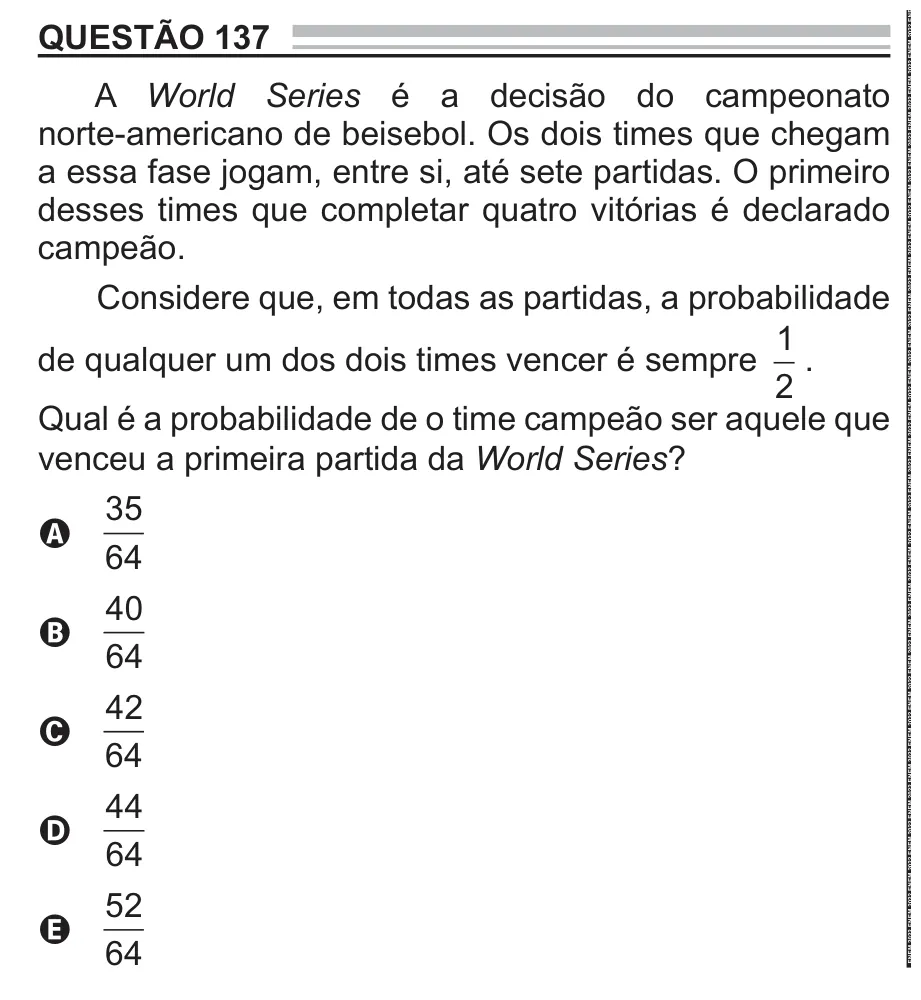 QUESTÃO 137
A World Series é a decisão do campeonato
norte-americano de beisebol. Os dois times que chegam
a essa fase jogam, entre si, até sete partidas. O primeiro
desses times que completar quatro vitórias é declarado
campeão.
Considere que, em todas as partidas, a probabilidade
de qualquer um dos dois times vencer é sempre 1/2 .
Qual é a probabilidade de o time campeão ser aquele que
venceu a primeira partida da World Series?
A 35/64
B 40/64
C 42/64
D 44/64
E 52/64